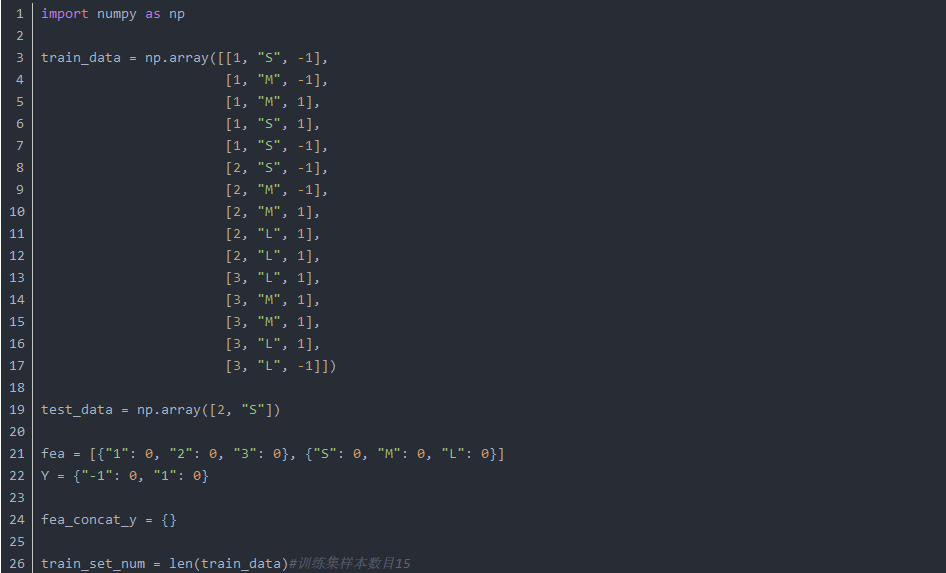 1 import numpy as np
2
3 train_data = np.array([[1, "S", -1],
4 [1, "M", -1],
5 [1, "M", 1],
6 [1, "S", 1],
7 [1, "S", -1],
8 [2, "S", -1],
9 [2, "M", -1],
10 [2, "M", 1],
11 [2, "L", 1],
12 [2, "L", 1],
13 [3, "L", 1],
14 [3, "M", 1],
15 [3, "M", 1],
16 [3, "L", 1],
17 [3, "L", -1]])
18
19 test_data = np.array([2, "S"])
20
21 fea = [{"1": 0, "2": 0, "3": 0}, {"S": 0, "M": 0, "L": 0}]
22 Y = {"-1": 0, "1": 0}
23
24 fea_concat_y = {}
25
26 train_set_num = len(train_data)#训练集样本数目15